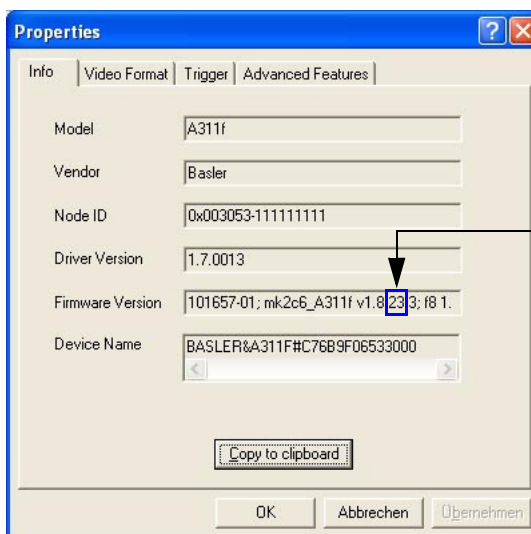 Properties
Info Video Format Trigger Advanced Features
Model A311f
Vendor Basler
Node ID 0x003053-111111111
Driver Version 1.7.0013
Firmware Version 101657-01; mk2c6_A311f v1.8.23.3; f8 1.
Device Name BASLER&A311F#C76B9F06533000
Copy to clipboard
OK Abbrechen Übernehmen